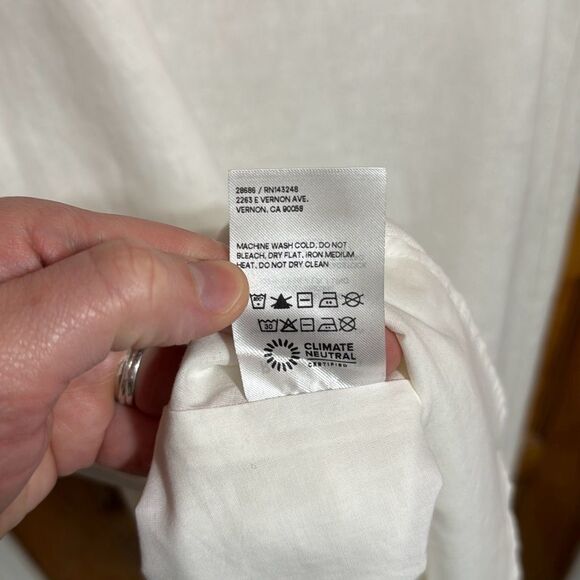 28686 / RN143248
2263 E VERNON AVE.
VERNON, CA 90058
MACHINE WASH COLD, DO NOT
BLEACH, DRY FLAT, IRON MEDIUM
HEAT, DO NOT DRY CLEAN
30
CLIMATE
NEUTRAL
CERTIFIED